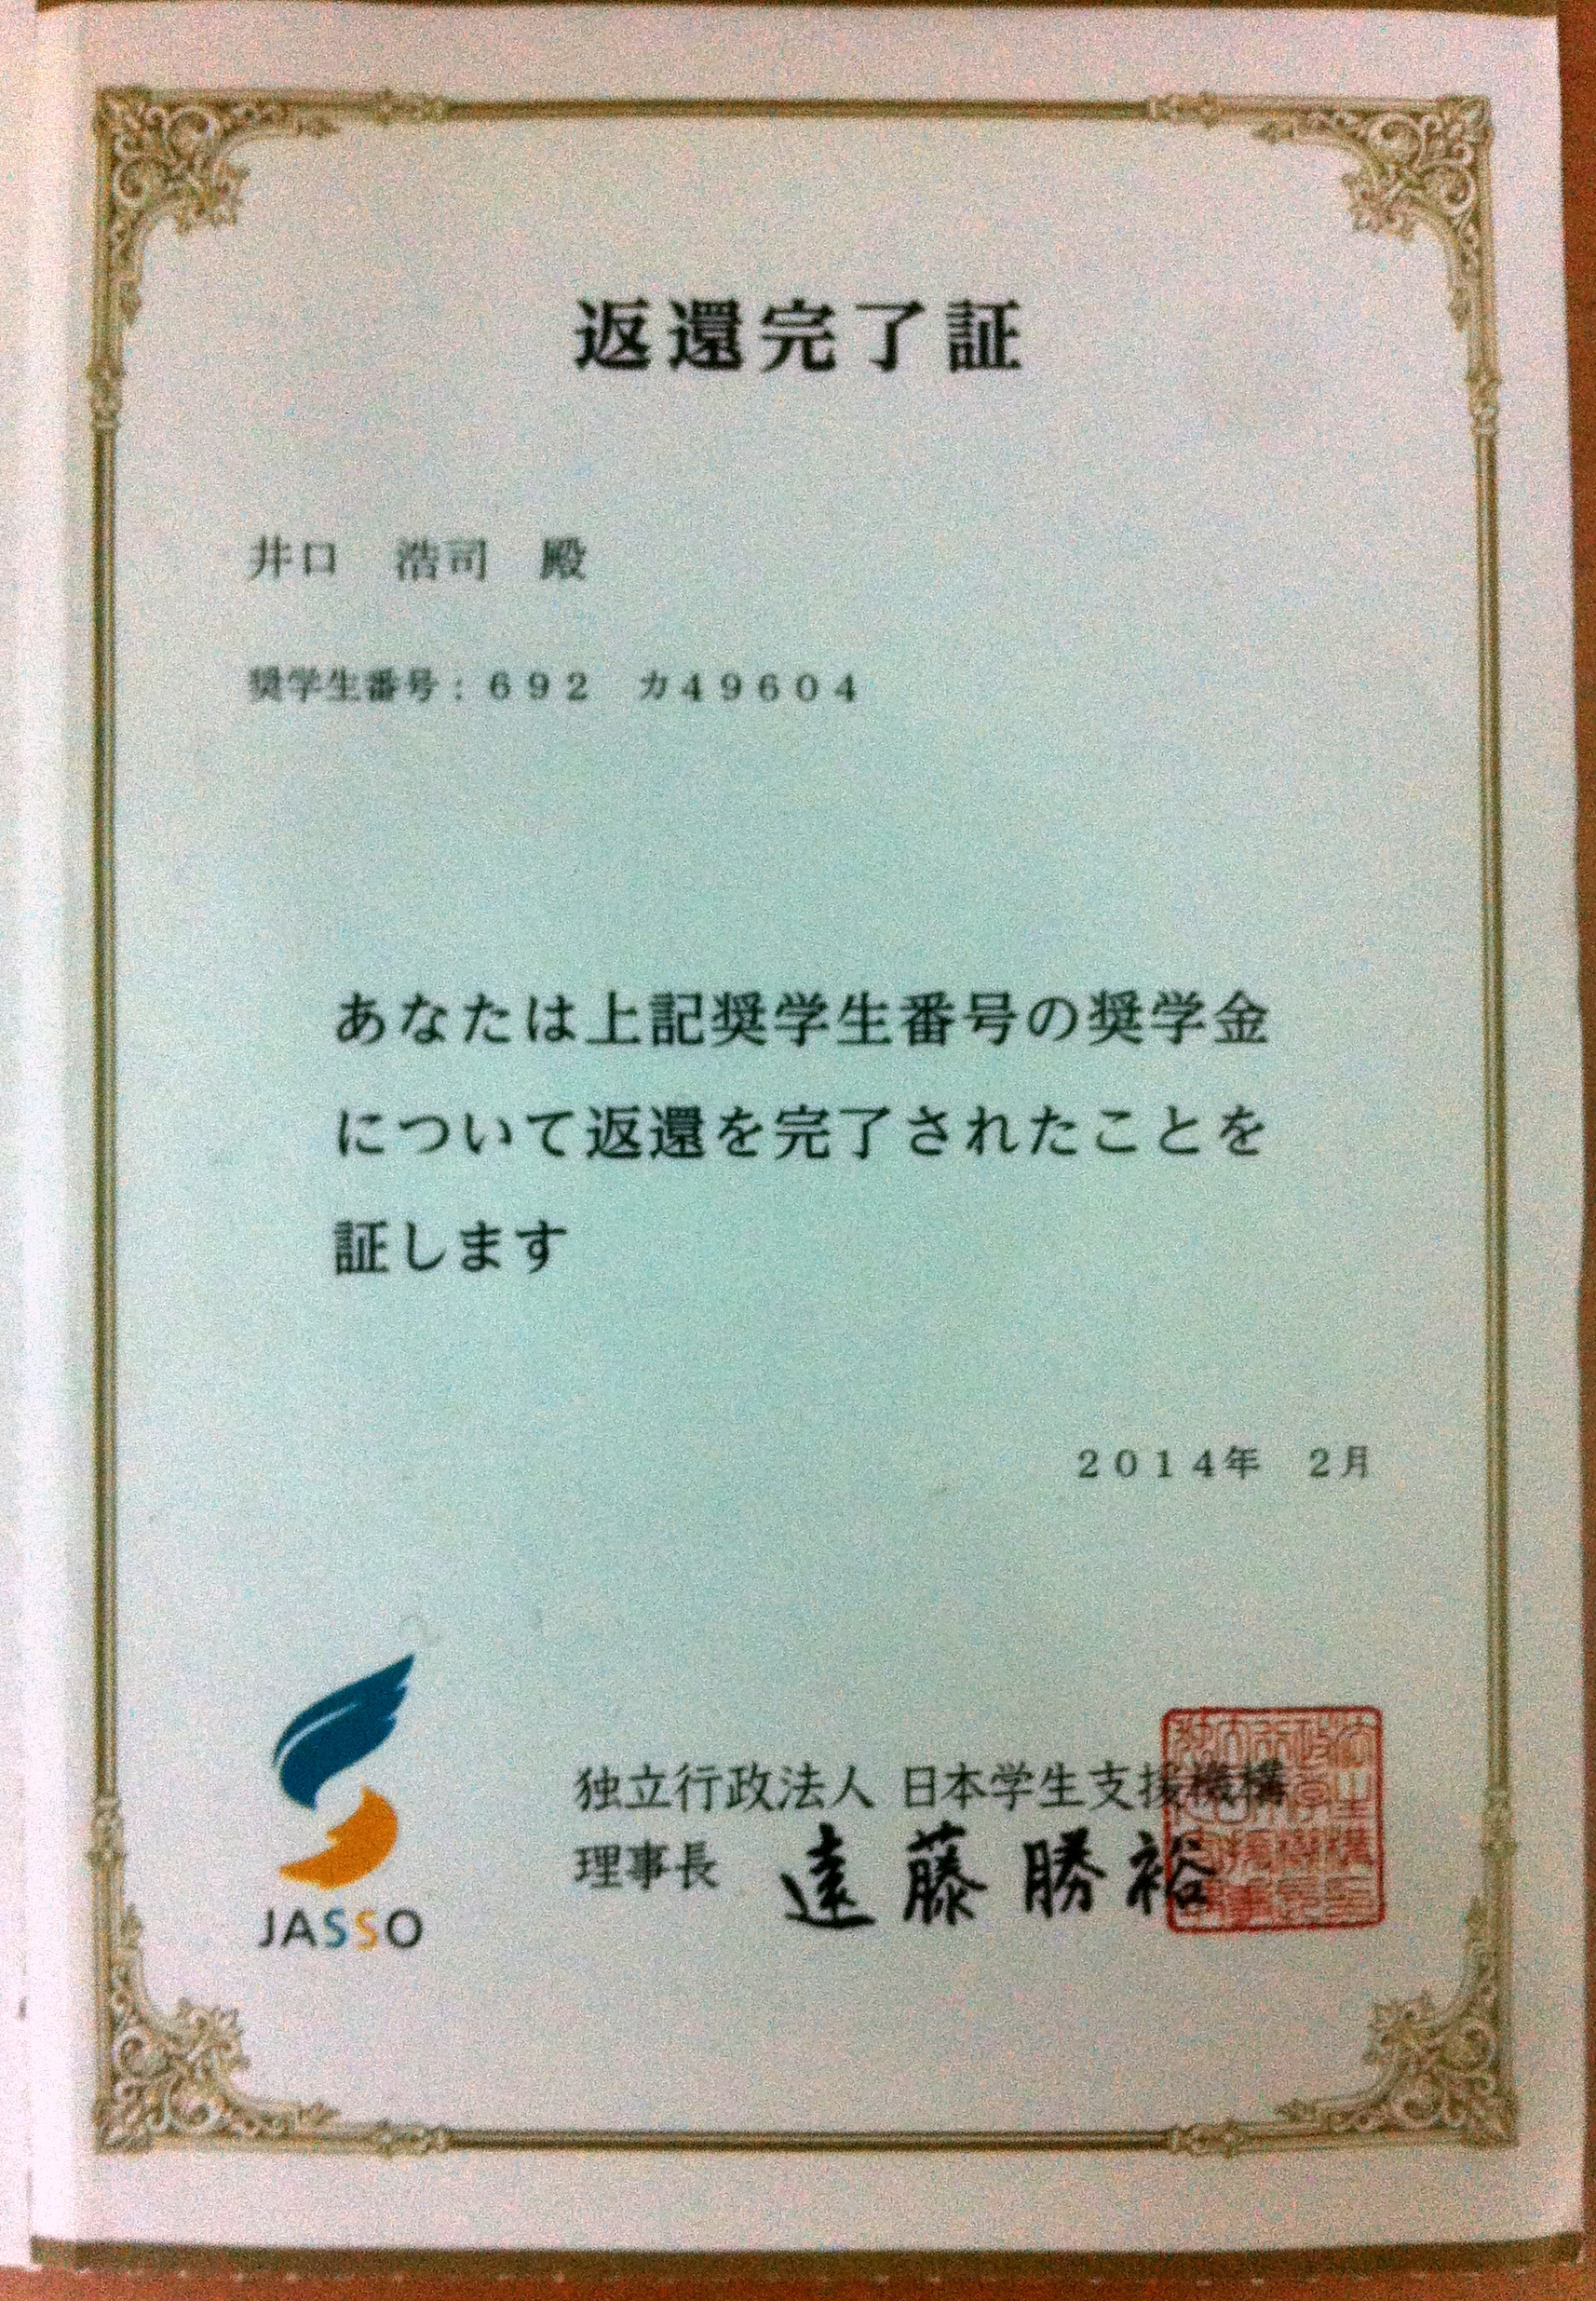 返還完了証
井口　浩司　殿
奨学生番号：６９２　カ４９６０４
あなたは上記奨学生番号の奨学金
について返還を完了されたことを
証します
２０１４年　２月
独立行政法人 日本学生支援機構
理事長　遠藤勝裕
JASSO